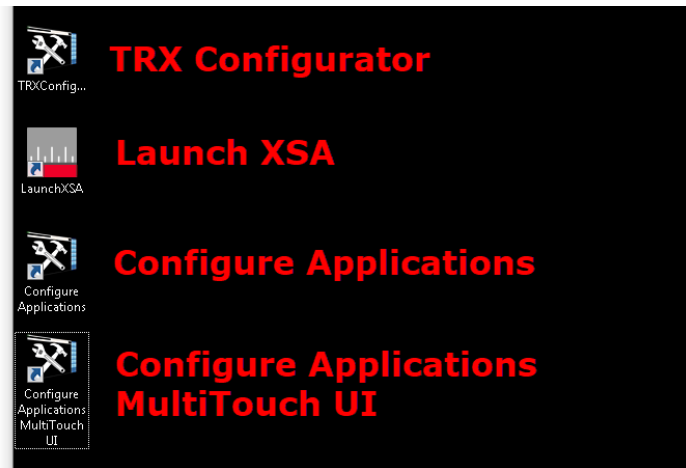 TRXConfig...
TRX Configurator
LaunchXSA
Launch XSA
Configure
Applications
Configure Applications
Configure
Applications
MultiTouch
UI
Configure Applications
MultiTouch UI